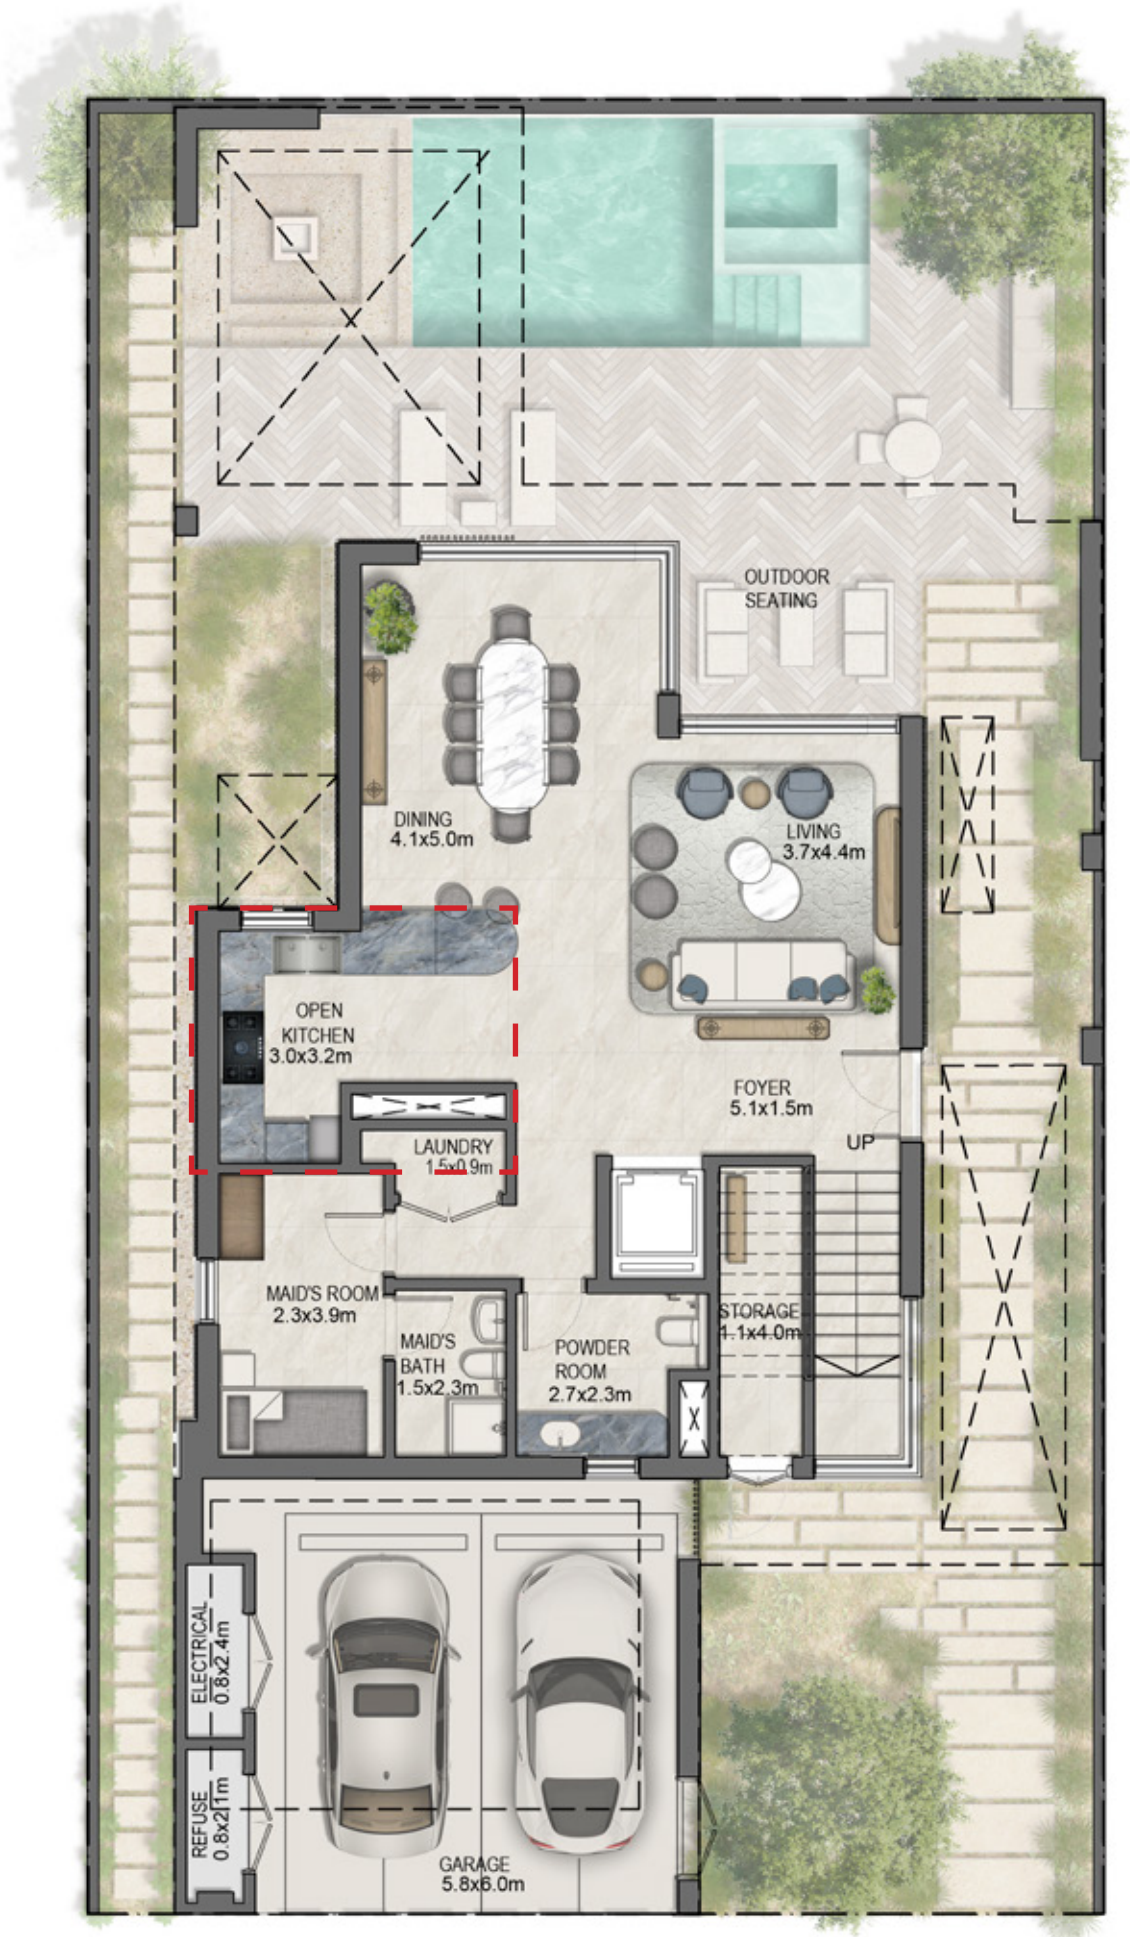 OUTDOOR
SEATING
DINING
4.1x5.0m
LIVING
3.7x4.4m
OPEN
KITCHEN
3.0x3.2m
FOYER
5.1x1.5m
UP
LAUNDRY
1.5x0.9m
MAID'S ROOM
2.3x3.9m
MAID'S
BATH
1.5x2.3m
POWDER
ROOM
2.7x2.3m
STORAGE
1.1x4.0m
ELECTRICAL
0.8x2.4m
REFUSE
0.8x2.1m
GARAGE
5.8x6.0m